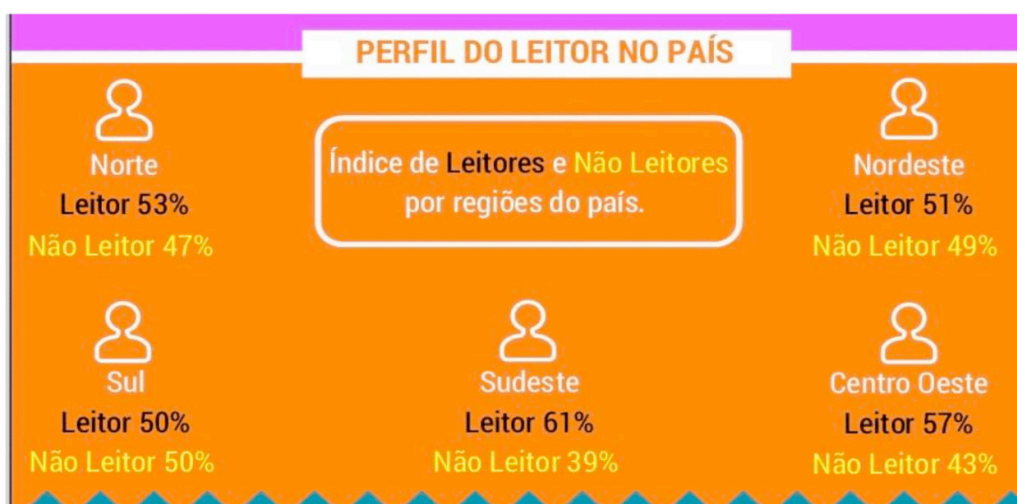 PERFIL DO LEITOR NO PAÍS
Índice de Leitores e Não Leitores
por regiões do país.
Norte
Leitor 53%
Não Leitor 47%
Nordeste
Leitor 51%
Não Leitor 49%
Sul
Leitor 50%
Não Leitor 50%
Sudeste
Leitor 61%
Não Leitor 39%
Centro Oeste
Leitor 57%
Não Leitor 43%